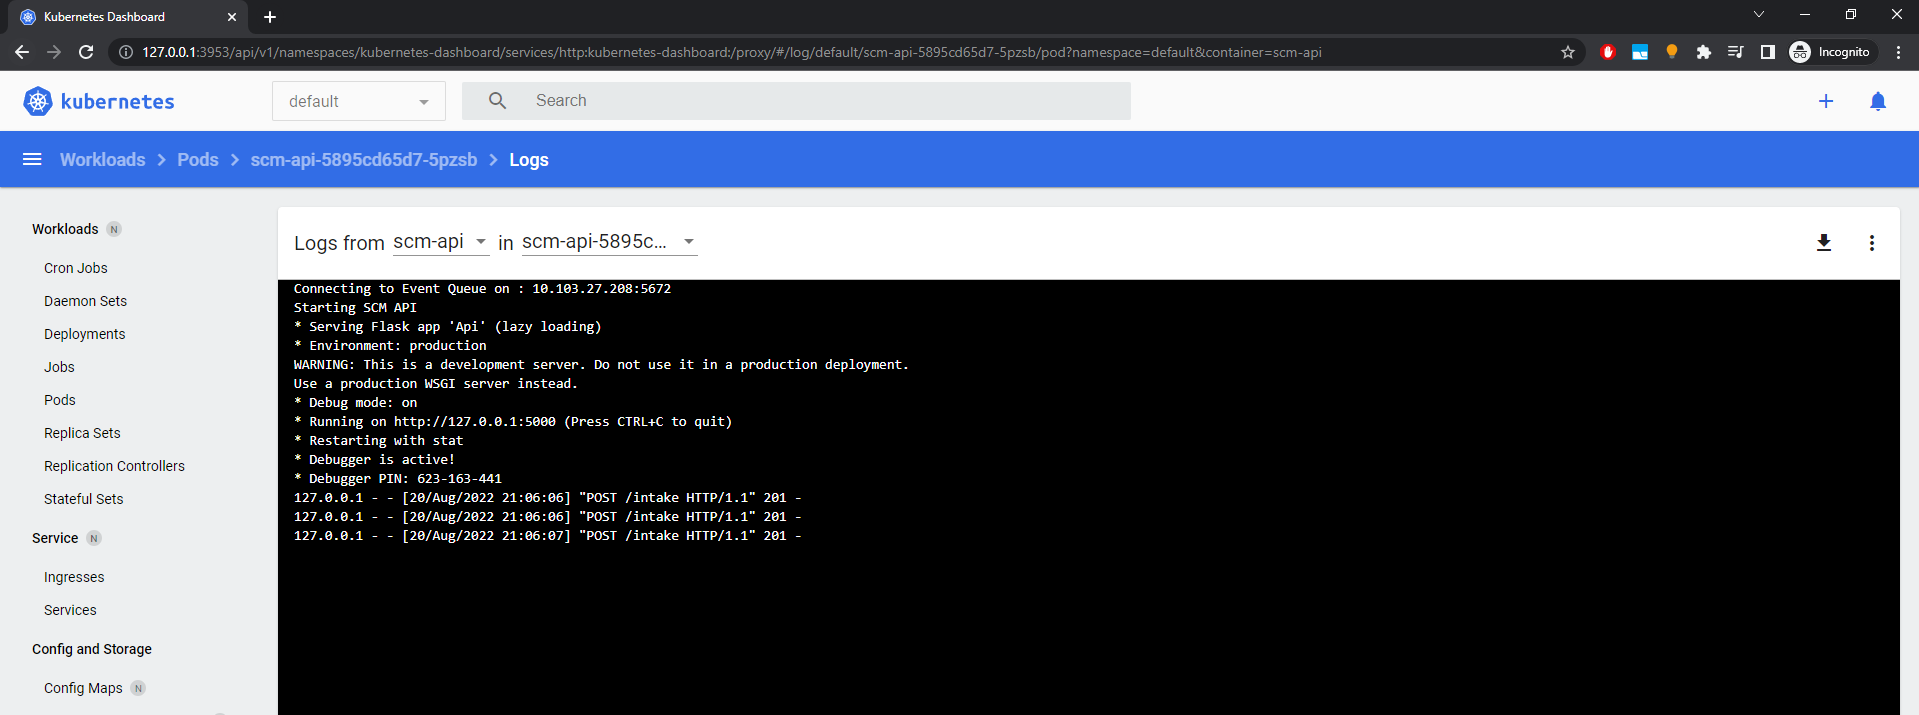 Kubernetes Dashboard
127.0.0.1:3953/api/v1/namespaces/kubernetes-dashboard/services/http:kubernetes-dashboard:/proxy/#/log/default/scm-api-5895cd65d7-5pzsb/pod?namespace=default&container=scm-api
Incognito
kubernetes
default
Search
Workloads > Pods > scm-api-5895cd65d7-5pzsb > Logs
Workloads N
Cron Jobs
Daemon Sets
Deployments
Jobs
Pods
Replica Sets
Replication Controllers
Stateful Sets
Service N
Ingresses
Services
Config and Storage
Config Maps N
Logs from scm-api in scm-api-5895c...
Connecting to Event Queue on : 10.103.27.208:5672
Starting SCM API
* Serving Flask app 'Api' (lazy loading)
* Environment: production
WARNING: This is a development server. Do not use it in a production deployment.
Use a production WSGI server instead.
* Debug mode: on
* Running on http://127.0.0.1:5000 (Press CTRL+C to quit)
* Restarting with stat
* Debugger is active!
* Debugger PIN: 623-163-441
127.0.0.1 - - [20/Aug/2022 21:06:06] "POST /intake HTTP/1.1" 201 -
127.0.0.1 - - [20/Aug/2022 21:06:06] "POST /intake HTTP/1.1" 201 -
127.0.0.1 - - [20/Aug/2022 21:06:07] "POST /intake HTTP/1.1" 201 -